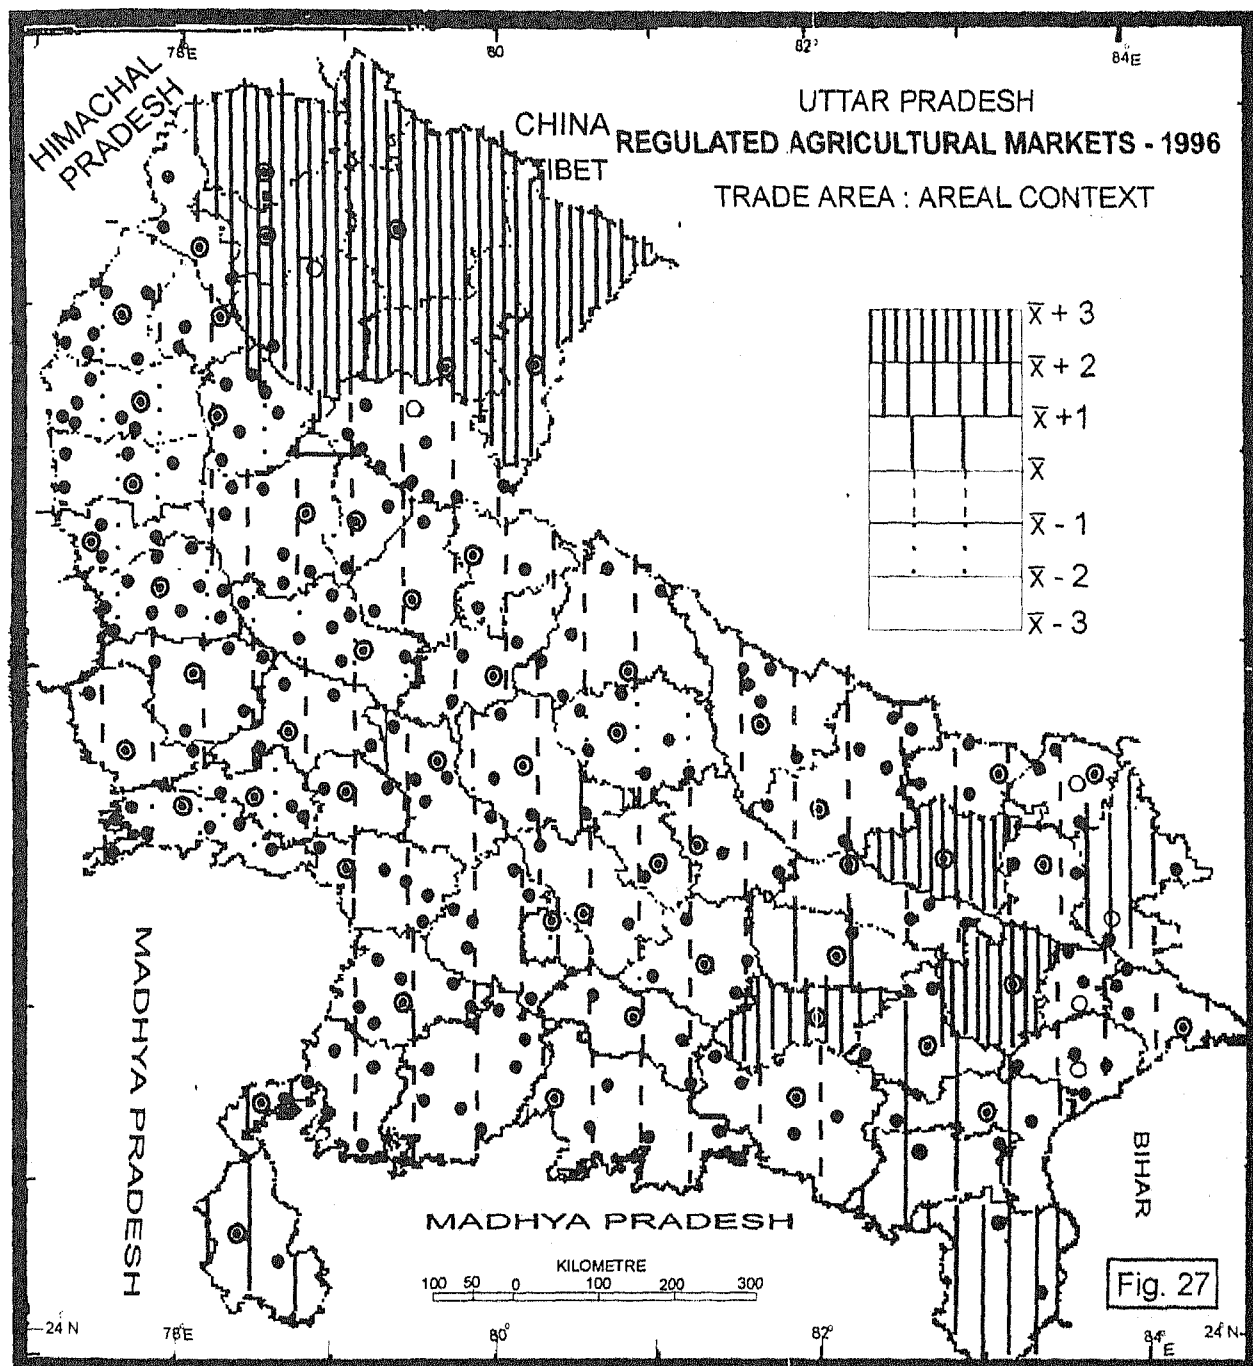 78E 80 82° 84°E
HIMACHAL
PRADESH
CHINA
IBET
UTTAR PRADESH
REGULATED AGRICULTURAL MARKETS - 1996
TRADE AREA : AREAL CONTEXT
x̄ + 3
x̄ + 2
x̄ +1
x̄
x̄ - 1
x̄ - 2
x̄ - 3
MADHYA PRADESH
MADHYA PRADESH
BIHAR
KILOMETRE
100 50 0 100 200 300
Fig. 27
24 N 78°E 80° 82° 84°E 24°N